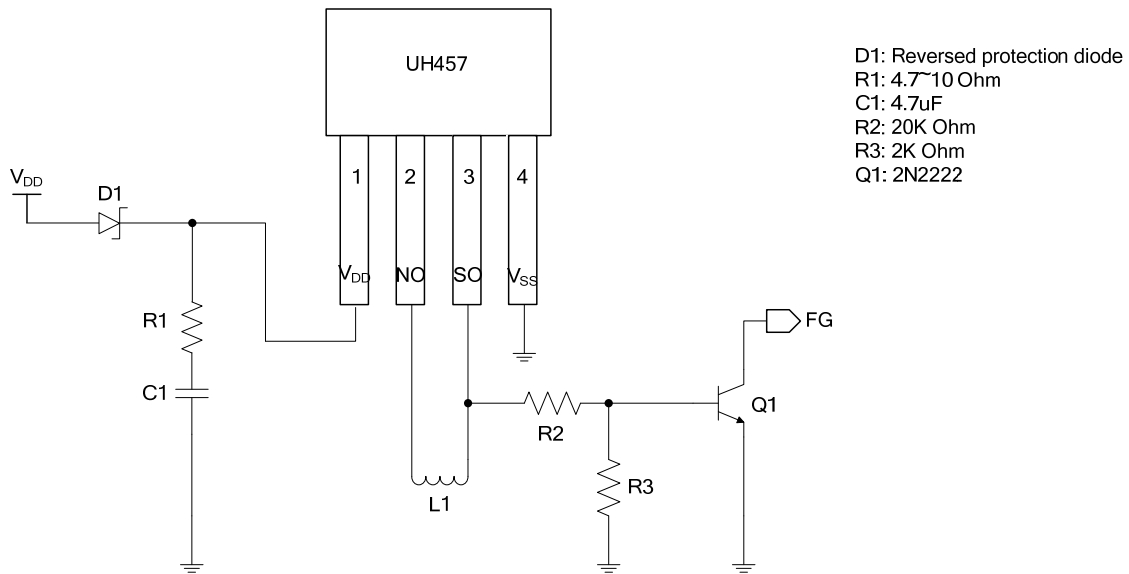 UH457
D1: Reversed protection diode
R1: 4.7~10 Ohm
C1: 4.7uF
R2: 20K Ohm
R3: 2K Ohm
Q1: 2N2222
1
2
3
4
VDD
D1
VDD
NO
SO
VSS
R1
FG
C1
Q1
R2
R3
L1